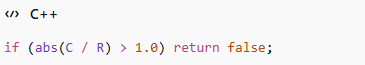 </> C++
if (abs(C / R) > 1.0) return false;